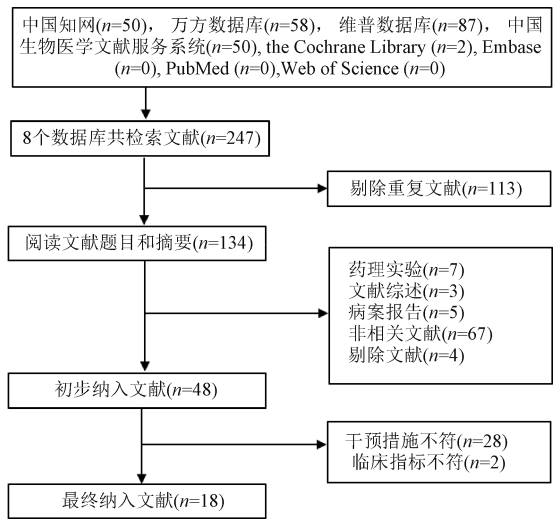 中国知网(n=50)， 万方数据库(n=58)， 维普数据库(n=87)， 中国
生物医学文献服务系统(n=50), the Cochrane Library (n=2), Embase
(n=0), PubMed (n=0),Web of Science (n=0)
8个数据库共检索文献(n=247)
剔除重复文献(n=113)
阅读文献题目和摘要(n=134)
药理实验(n=7)
文献综述(n=3)
病案报告(n=5)
非相关文献(n=67)
剔除文献(n=4)
初步纳入文献(n=48)
干预措施不符(n=28)
临床指标不符(n=2)
最终纳入文献(n=18)